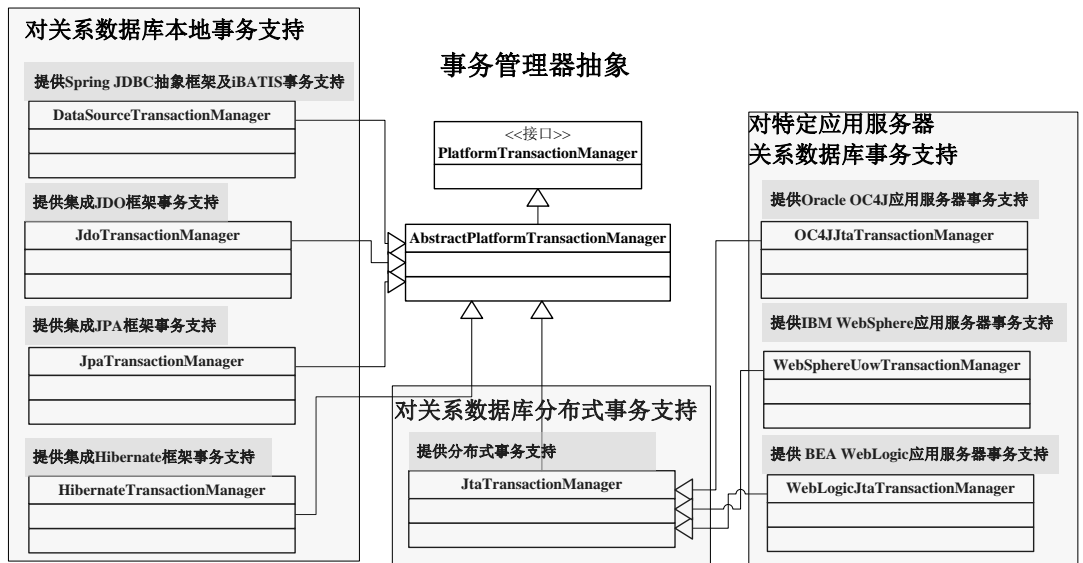 对关系数据库本地事务支持
提供Spring JDBC抽象框架及iBATIS事务支持
DataSourceTransactionManager
提供集成JDO框架事务支持
JdoTransactionManager
提供集成JPA框架事务支持
JpaTransactionManager
提供集成Hibernate框架事务支持
HibernateTransactionManager
事务管理器抽象
<<接口>>
PlatformTransactionManager
AbstractPlatformTransactionManager
对关系数据库分布式事务支持
提供分布式事务支持
JtaTransactionManager
对特定应用服务器
关系数据库事务支持
提供Oracle OC4J应用服务器事务支持
OC4JJtaTransactionManager
提供IBM WebSphere应用服务器事务支持
WebSphereUowTransactionManager
提供 BEA WebLogic应用服务器事务支持
WebLogicJtaTransactionManager